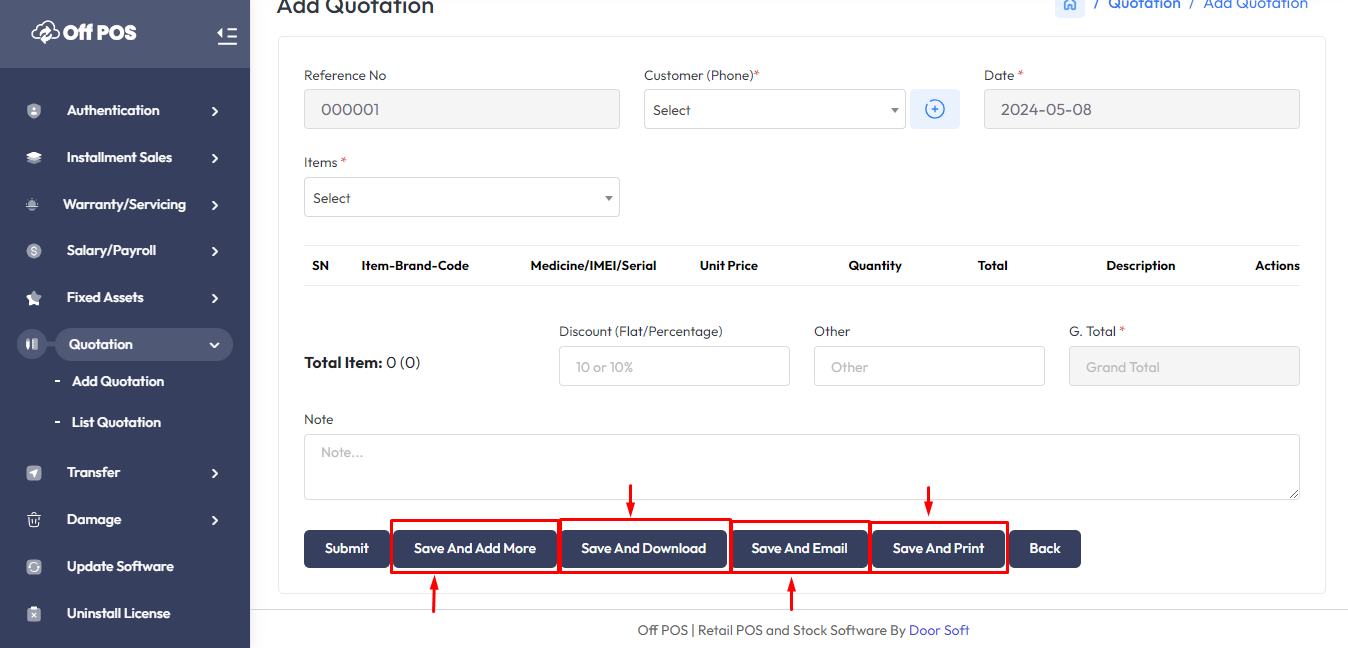 Off POS
Authentication
Installment Sales
Warranty/Servicing
Salary/Payroll
Fixed Assets
Quotation
- Add Quotation
- List Quotation
Transfer
Damage
Update Software
Uninstall License
Add Quotation
/ Quotation / Add Quotation
Reference No
000001
Customer (Phone)*
Select
Date *
2024-05-08
Items *
Select
SN Item-Brand-Code Medicine/IMEI/Serial Unit Price Quantity Total Description Actions
Total Item: 0 (0)
Discount (Flat/Percentage)
10 or 10%
Other
Other
G. Total *
Grand Total
Note
Note...
Submit Save And Add More Save And Download Save And Email Save And Print Back
Off POS | Retail POS and Stock Software By Door Soft